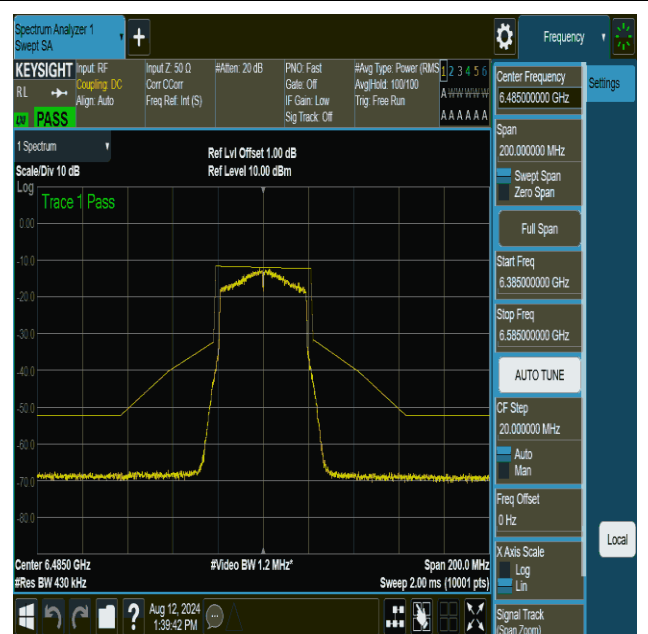 Spectrum Analyzer 1
Swept SA
Frequency
KEYSIGHT
RL
PASS
Input: RF
Coupling: DC
Align: Auto
Input Z: 50 Ω
Corr CCorr
Freq Ref: Int (S)
#Atten: 20 dB
PNO: Fast
Gate: Off
IF Gain: Low
Sig Track: Off
#Avg Type: Power (RMS
Avg|Hold: 100/100
Trig: Free Run
1 2 3 4 5 6
A W W W W W
A A A A A A
1 Spectrum
Scale/Div 10 dB
Ref Lvl Offset 1.00 dB
Ref Level 10.00 dBm
Log
Trace 1 Pass
0.00
-10.0
-20.0
-30.0
-40.0
-50.0
-60.0
-70.0
-80.0
Center 6.4850 GHz
#Res BW 430 kHz
#Video BW 1.2 MHz*
Span 200.0 MHz
Sweep 2.00 ms (10001 pts)
Aug 12, 2024
1:39:42 PM
?
Center Frequency
6.485000000 GHz
Settings
Span
200.000000 MHz
Swept Span
Zero Span
Full Span
Start Freq
6.385000000 GHz
Stop Freq
6.585000000 GHz
AUTO TUNE
CF Step
20.000000 MHz
Auto
Man
Freq Offset
0 Hz
Local
X Axis Scale
Log
Lin
Signal Track
(Span Zoom)